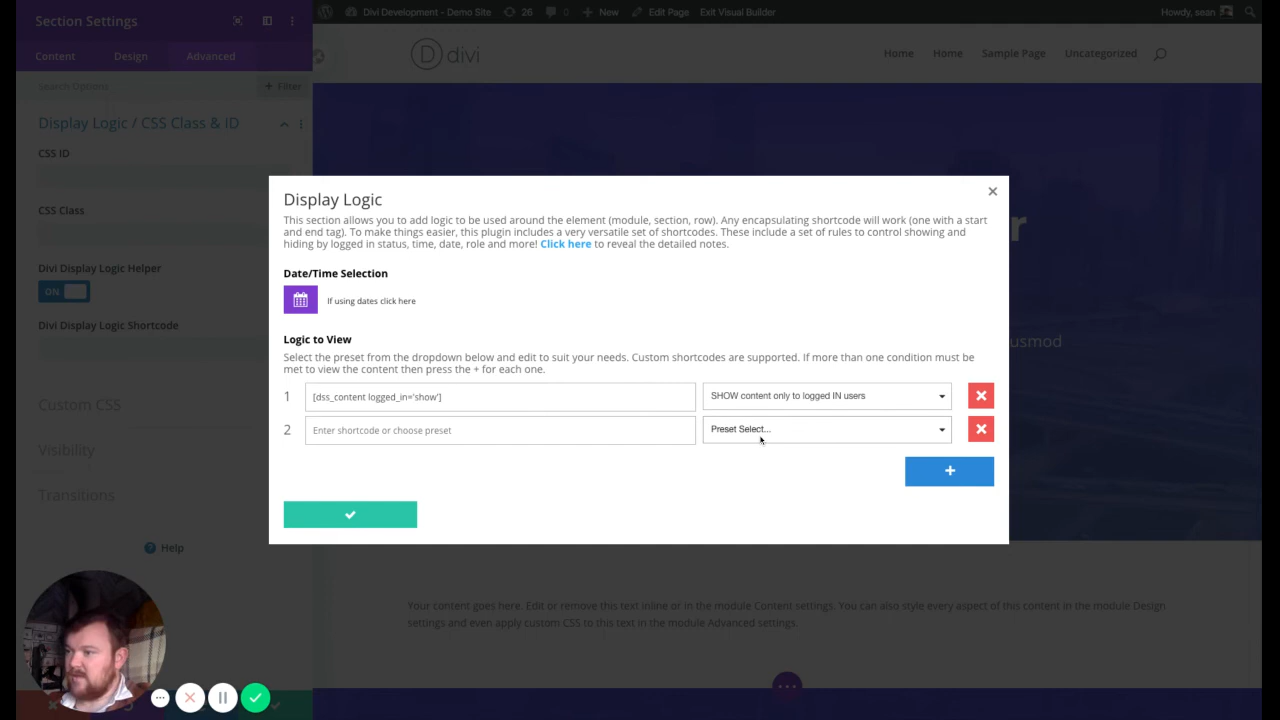 Section Settings
Divi Development - Demo Site 26 0 New Edit Page Exit Visual Builder Howdy, sean
Content Design Advanced
divi
Home Home Sample Page Uncategorized
Search Options + Filter
Display Logic / CSS Class & ID
CSS ID
CSS Class
Divi Display Logic Helper
ON
Divi Display Logic Shortcode
Custom CSS
Visibility
Transitions
Help
Display Logic
This section allows you to add logic to be used around the element (module, section, row). Any encapsulating shortcode will work (one with a start
and end tag). To make things easier, this plugin includes a very versatile set of shortcodes. These include a set of rules to control showing and
hiding by logged in status, time, date, role and more! Click here to reveal the detailed notes.
Date/Time Selection
If using dates click here
Logic to View
Select the preset from the dropdown below and edit to suit your needs. Custom shortcodes are supported. If more than one condition must be
met to view the content then press the + for each one.
1 [dss_content logged_in='show'] SHOW content only to logged IN users
2 Enter shortcode or choose preset Preset Select...
+
r
usmod
Your content goes here. Edit or remove this text inline or in the module Content settings. You can also style every aspect of this content in the module Design
settings and even apply custom CSS to this text in the module Advanced settings.